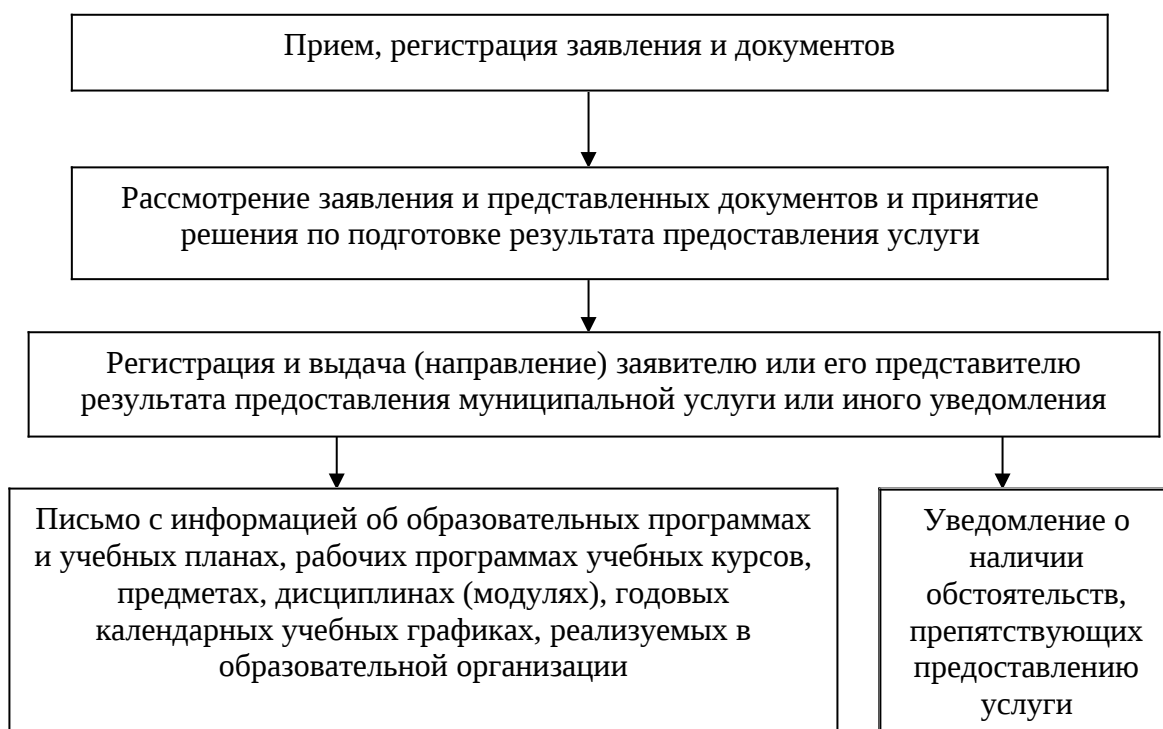 Прием, регистрация заявления и документов
Рассмотрение заявления и представленных документов и принятие
решения по подготовке результата предоставления услуги
Регистрация и выдача (направление) заявителю или его представителю
результата предоставления муниципальной услуги или иного уведомления
Письмо с информацией об образовательных программах
и учебных планах, рабочих программах учебных курсов,
предметах, дисциплинах (модулях), годовых
календарных учебных графиках, реализуемых в
образовательной организации
Уведомление о
наличии
обстоятельств,
препятствующих
предоставлению
услуги